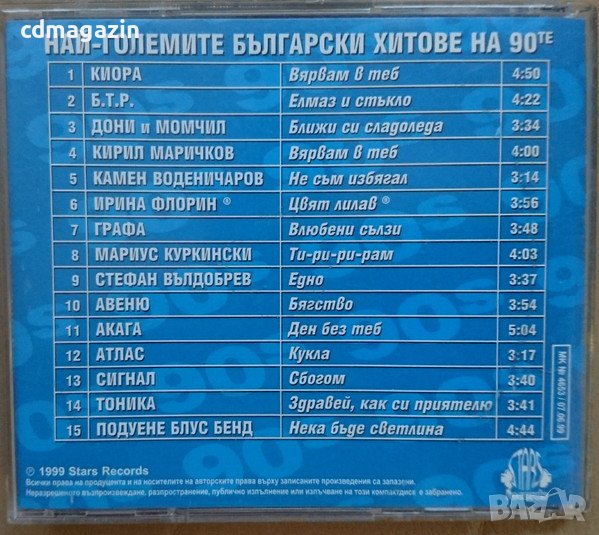 cdmagazin
НАЙ-ГОЛЕМИТЕ БЪЛГАРСКИ ХИТОВЕ НА 90ТЕ
1 КИОРА Вярвам в теб 4:50
2 Б.Т.Р. Елмаз и стъкло 4:22
3 ДОНИ и МОМЧИЛ Ближи си сладоледа 3:34
4 КИРИЛ МАРИЧКОВ Вярвам в теб 4:00
5 КАМЕН ВОДЕНИЧАРОВ Не съм избягал 3:14
6 ИРИНА ФЛОРИН ® Цвят лилав ® 3:56
7 ГРАФА Влюбени сълзи 3:48
8 МАРИУС КУРКИНСКИ Ти-ри-ри-рам 4:03
9 СТЕФАН ВЪЛДОБРЕВ Едно 3:37
10 АВЕНЮ Бягство 3:54
11 АКАГА Ден без теб 5:04
12 АТЛАС Кукла 3:17
13 СИГНАЛ Сбогом 3:40
14 ТОНИКА Здравей, как си приятелю 3:41
15 ПОДУЕНЕ БЛУС БЕНД Нека бъде светлина 4:44
МК № 4653 / 07.06.99
℗ 1999 Stars Records
Всички права на продуцента и на носителите на авторските права върху записаните произведения са запазени.
Неразрешеното възпроизвеждане, разпространение, публично изпълнение или излъчване на този компактдиск е забранено.
STARS
BAZAR